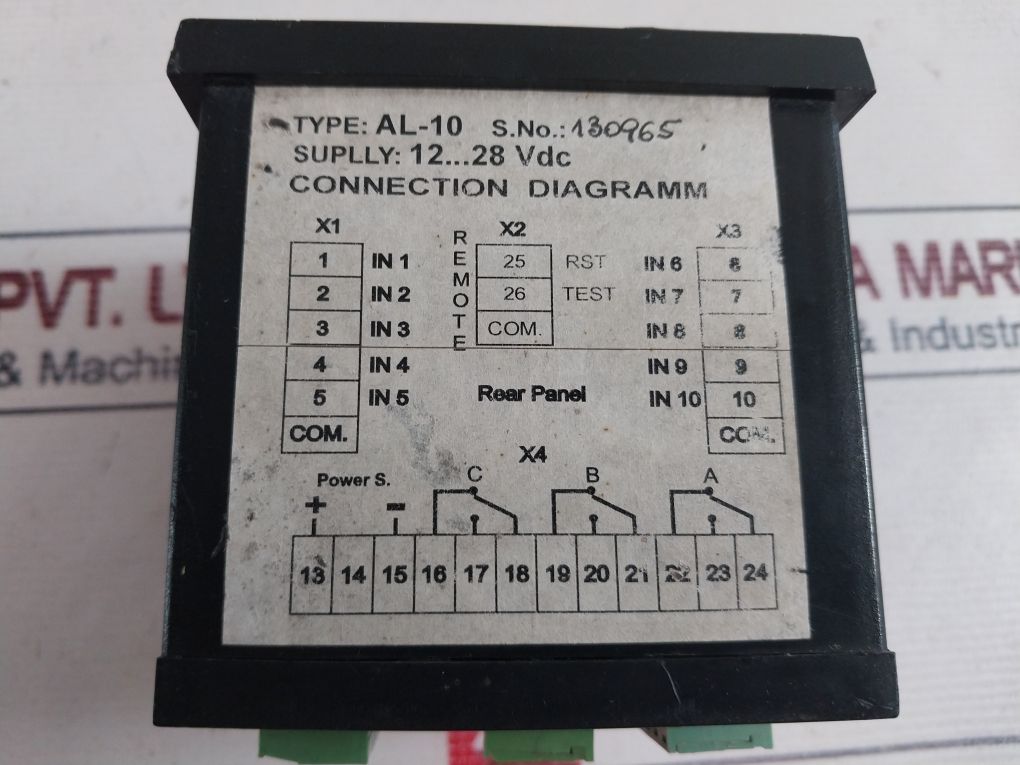 TYPE: AL-10 S.No.: 130965
SUPLLY: 12...28 Vdc
CONNECTION DIAGRAMM
X1 X2 X3
REMOTE
1 IN 1 25 RST IN 6 6
2 IN 2 26 TEST IN 7 7
3 IN 3 COM. IN 8 8
4 IN 4 IN 9 9
5 IN 5 Rear Panel IN 10 10
COM. COM.
X4
Power S. C B A
+ -
13 14 15 16 17 18 19 20 21 22 23 24
PVT.
& Machin
A MAR
& Industr